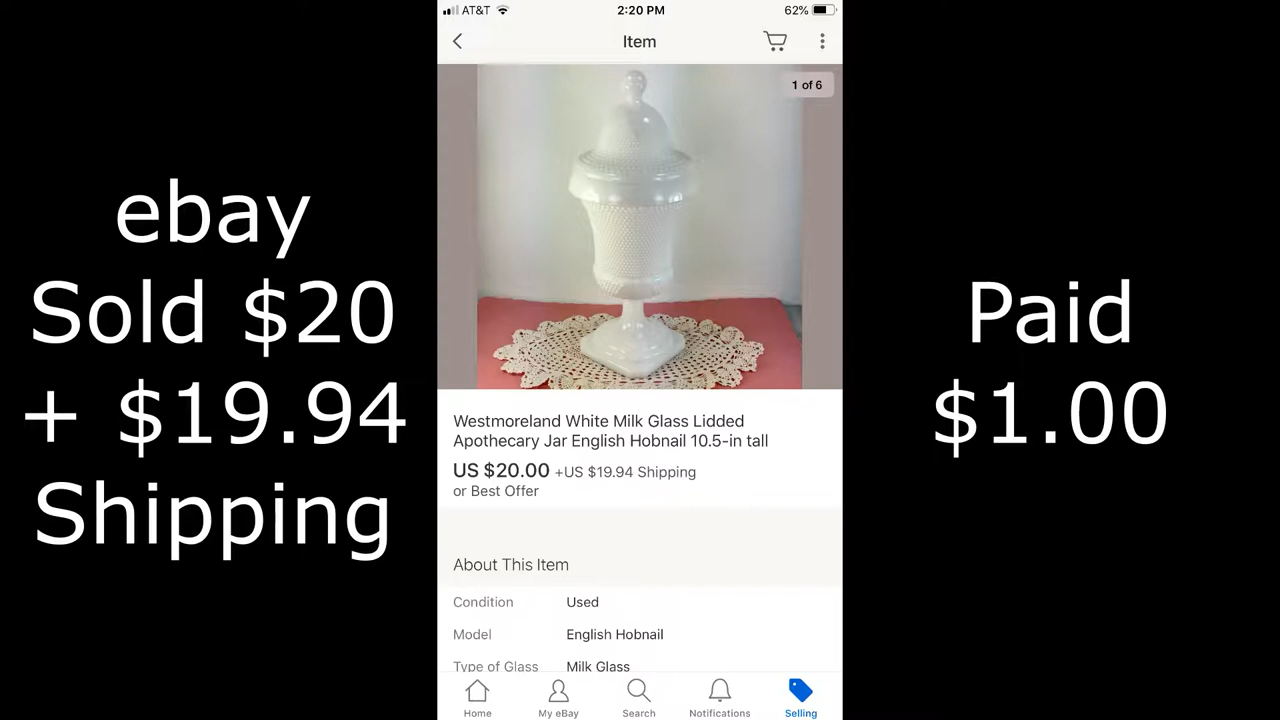 ebay
Sold $20
+ $19.94
Shipping
AT&T
2:20 PM
62%
Item
1 of 6
Westmoreland White Milk Glass Lidded
Apothecary Jar English Hobnail 10.5-in tall
US $20.00 +US $19.94 Shipping
or Best Offer
About This Item
Condition Used
Model English Hobnail
Type of Glass Milk Glass
Home
My eBay
Search
Notifications
Selling
Paid
$1.00